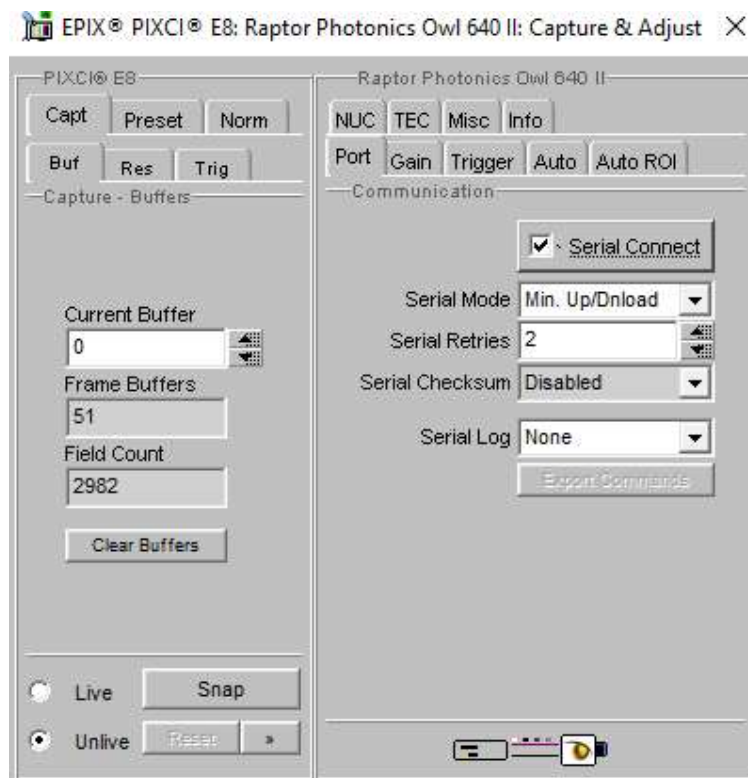 EPIX® PIXCI® E8: Raptor Photonics Owl 640 II: Capture & Adjust
PIXCI® E8
Capt Preset Norm
Buf Res Trig
Capture - Buffers
Current Buffer
0
Frame Buffers
51
Field Count
2982
Clear Buffers
Live Snap
Unlive Reset »
Raptor Photonics Owl 640 II
NUC TEC Misc Info
Port Gain Trigger Auto Auto ROI
Communication
Serial Connect
Serial Mode Min. Up/Dnload
Serial Retries 2
Serial Checksum Disabled
Serial Log None
Export Commands